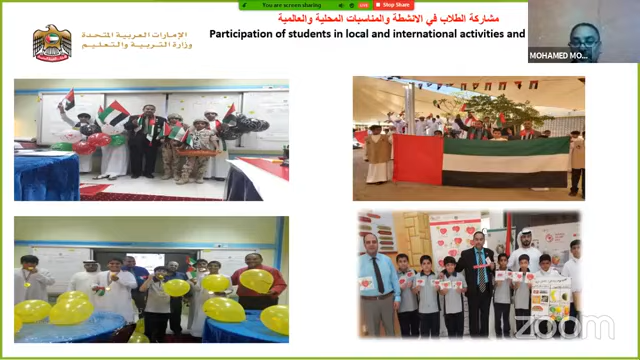 You are screen sharing
Stop Share
مشاركة الطلاب في الانشطة والمناسبات المحلية والعالمية
Participation of students in local and international activities and
الإمارات العربية المتحدة
وزارة التربية والتعليم
MOHAMED MO...
zoom